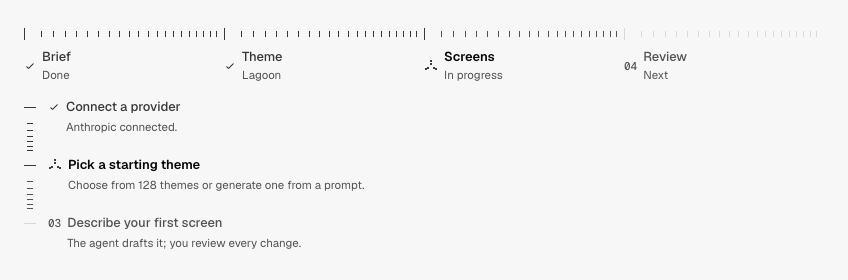 Brief
Done
Theme
Lagoon
Screens
In progress
04 Review
Next
Connect a provider
Anthropic connected.
Pick a starting theme
Choose from 128 themes or generate one from a prompt.
03 Describe your first screen
The agent drafts it; you review every change.